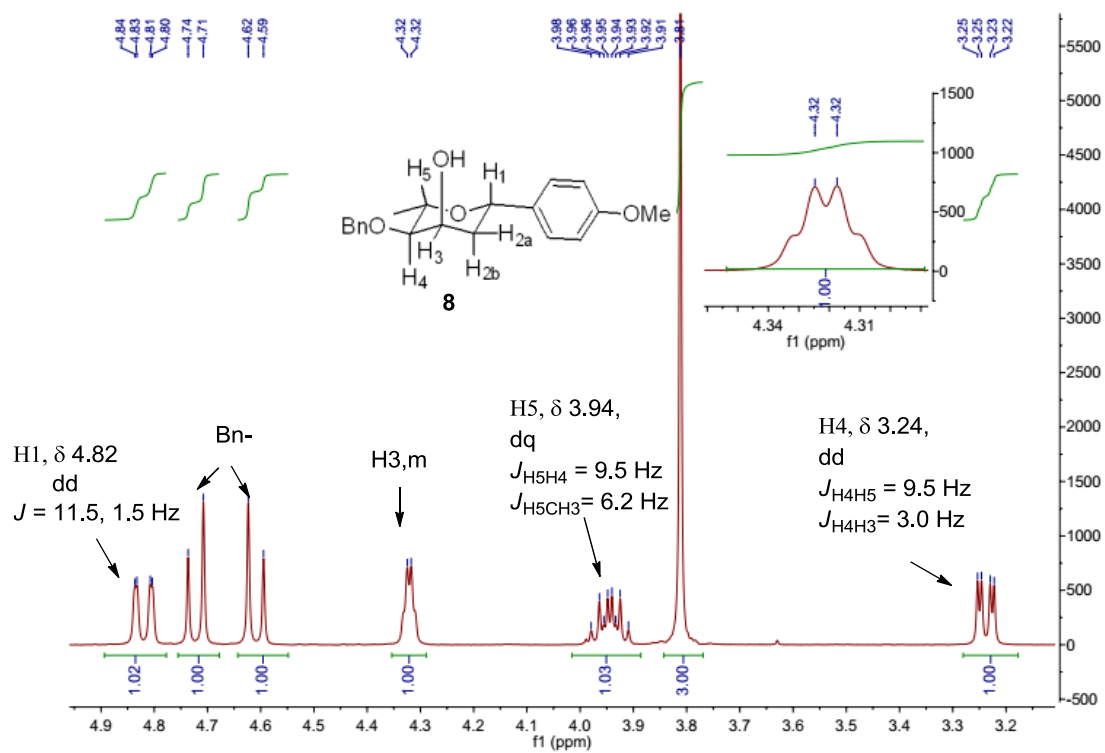 4.84
4.83
4.81
4.80
4.74
4.71
4.62
4.59
4.32
4.32
3.98
3.96
3.96
3.95
3.94
3.93
3.92
3.91
3.81
3.25
3.25
3.23
3.22
5500
5000
4500
4000
3500
3000
2500
2000
1500
1000
500
0
-500
4.32
4.32
1500
1000
500
0
1.00
4.34
4.31
f1 (ppm)
OH
H5
H1
O
OMe
BnO
H2a
H3
H2b
H4
8
H1, δ 4.82
dd
J = 11.5, 1.5 Hz
Bn-
H3,m
H5, δ 3.94,
dq
JH5H4 = 9.5 Hz
JH5CH3= 6.2 Hz
H4, δ 3.24,
dd
JH4H5 = 9.5 Hz
JH4H3= 3.0 Hz
1.02
1.00
1.00
1.00
1.03
3.00
1.00
4.9 4.8 4.7 4.6 4.5 4.4 4.3 4.2 4.1 4.0 3.9 3.8 3.7 3.6 3.5 3.4 3.3 3.2
f1 (ppm)